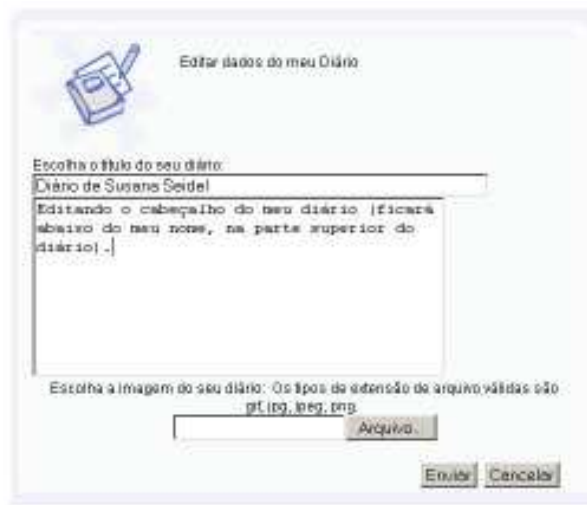 Editar dados do meu Diário
Escolha o título do seu diário:
Diário de Susana Seidel
Editando o cabeçalho do meu diário (ficará
abaixo do meu nome, na parte superior do
diário).
Escolha a imagem do seu diário: Os tipos de extensão de arquivo válidas são
gif, jpg, jpeg, png.
Arquivo...
Enviar Cancelar